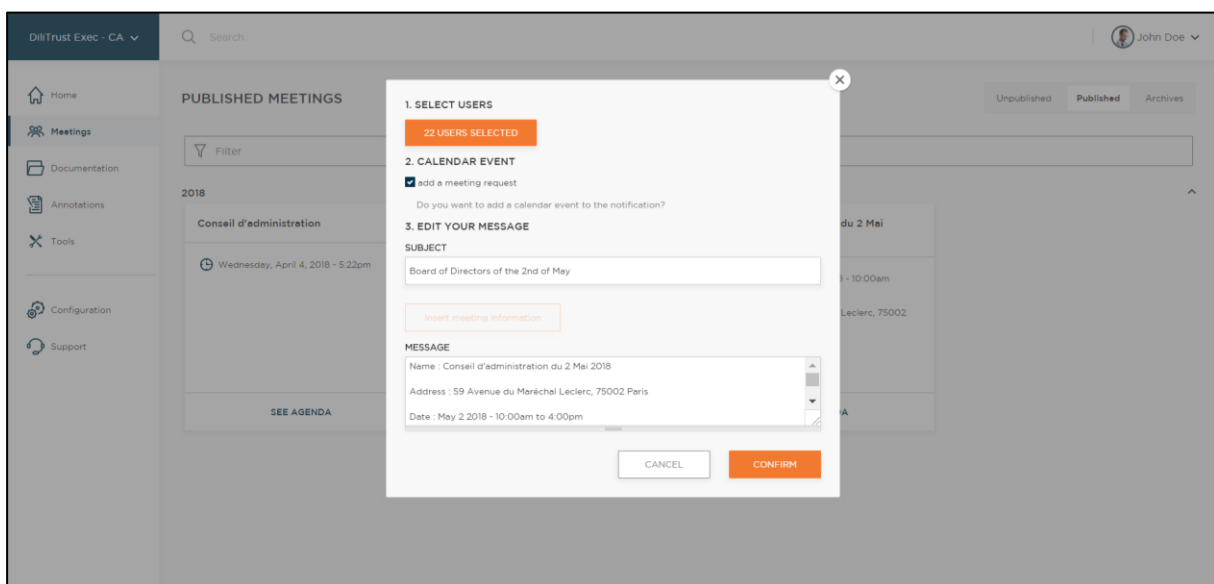 DiliTrust Exec - CA
Search.
John Doe
Home
Meetings
Documentation
Annotations
Tools
Configuration
Support
PUBLISHED MEETINGS
Unpublished
Published
Archives
Filter
2018
Conseil d'administration
Wednesday, April 4, 2018 - 5:22pm
SEE AGENDA
du 2 Mai
- 10:00am
Leclerc, 75002
A
1. SELECT USERS
22 USERS SELECTED
2. CALENDAR EVENT
add a meeting request
Do you want to add a calendar event to the notification?
3. EDIT YOUR MESSAGE
SUBJECT
Board of Directors of the 2nd of May
Insert meeting information
MESSAGE
Name : Conseil d'administration du 2 Mai 2018
Address : 59 Avenue du Maréchal Leclerc, 75002 Paris
Date : May 2 2018 - 10:00am to 4:00pm
CANCEL
CONFIRM